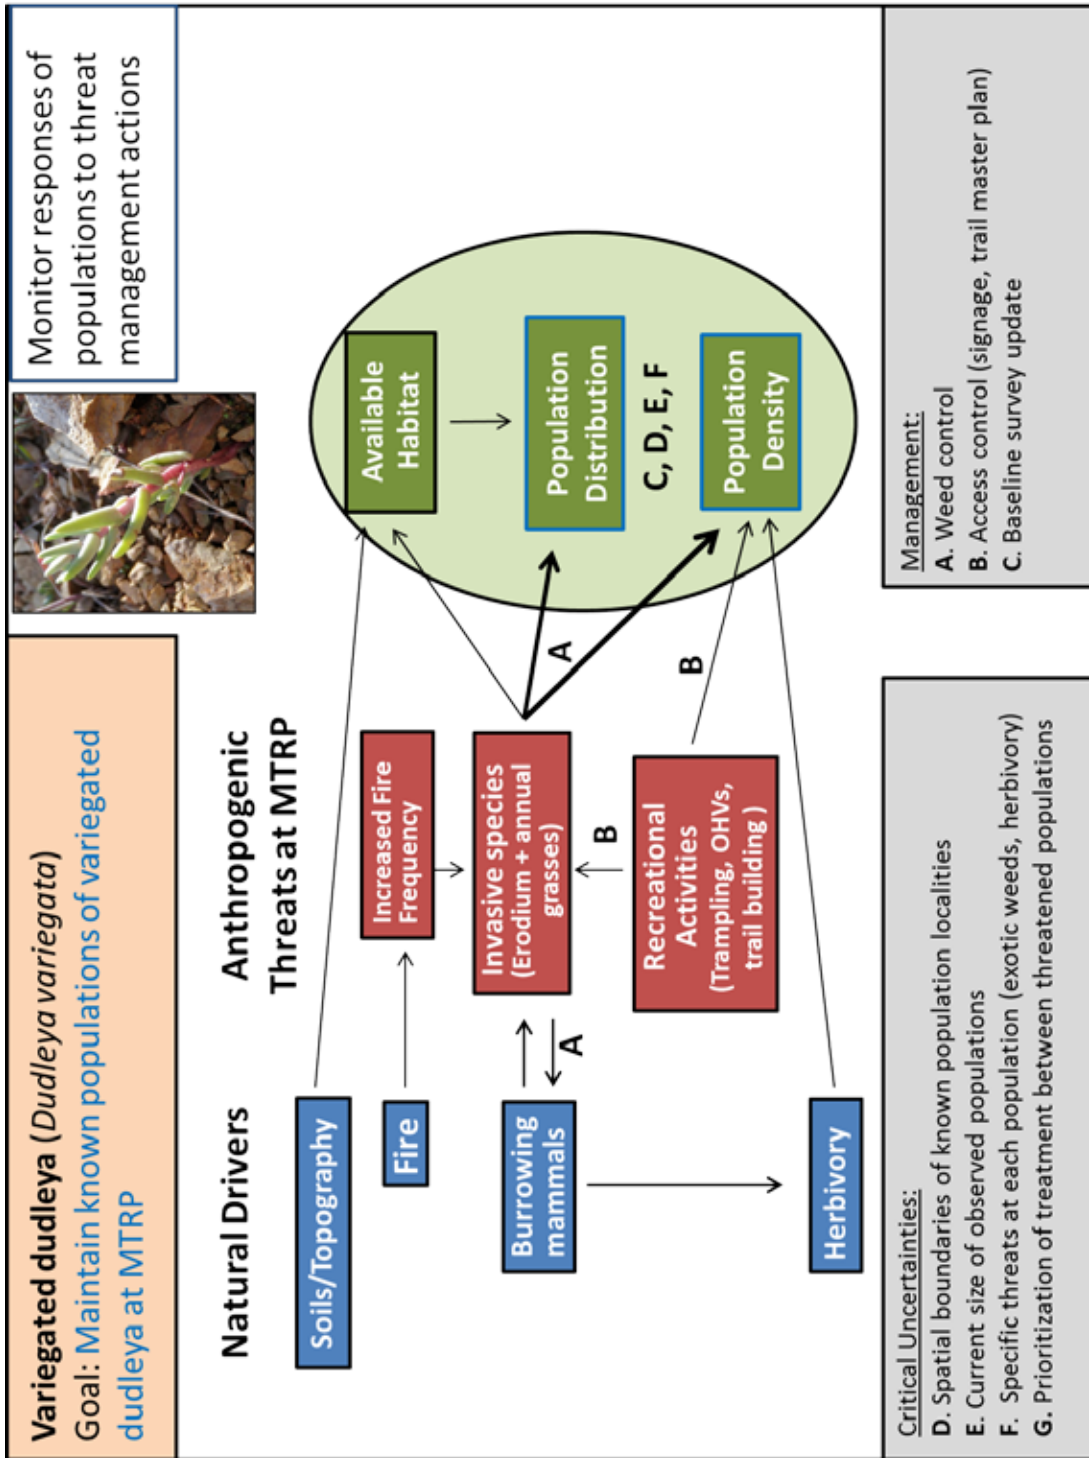 Variegated dudleya (Dudleya variegata)
Goal: Maintain known populations of variegated
dudleya at MTRP
Monitor responses of
populations to threat
management actions
Natural Drivers
Anthropogenic
Threats at MTRP
Soils/Topography
Fire
Burrowing
mammals
Herbivory
Increased Fire
Frequency
Invasive species
(Erodium + annual
grasses)
Recreational
Activities
(Trampling, OHVs,
trail building )
A
B
A
B
Available
Habitat
Population
Distribution
C, D, E, F
Population
Density
Critical Uncertainties:
D. Spatial boundaries of known population localities
E. Current size of observed populations
F. Specific threats at each population (exotic weeds, herbivory)
G. Prioritization of treatment between threatened populations
Management:
A. Weed control
B. Access control (signage, trail master plan)
C. Baseline survey update